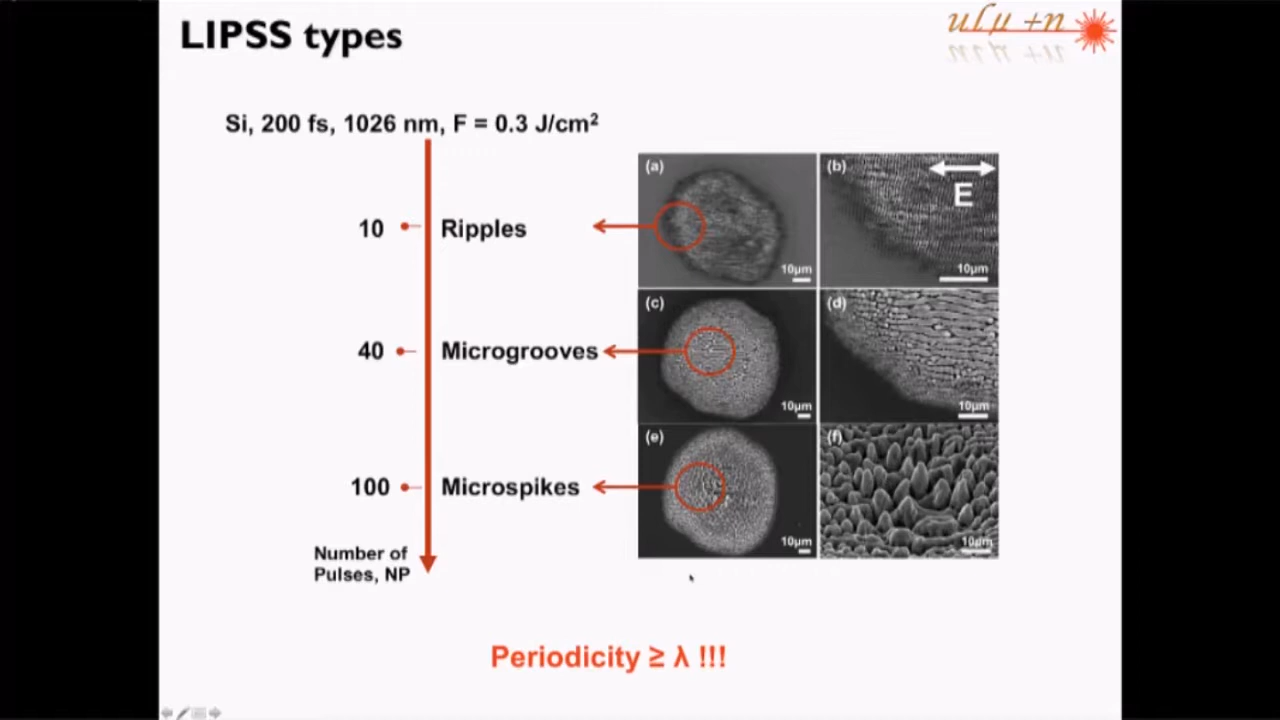 LIPSS types
ulμ +n
Si, 200 fs, 1026 nm, F = 0.3 J/cm²
10
Ripples
40
Microgrooves
100
Microspikes
Number of
Pulses, NP
(a)
10μm
(b)
E
10μm
(c)
10μm
(d)
10μm
(e)
10μm
(f)
10μm
Periodicity ≥ λ !!!